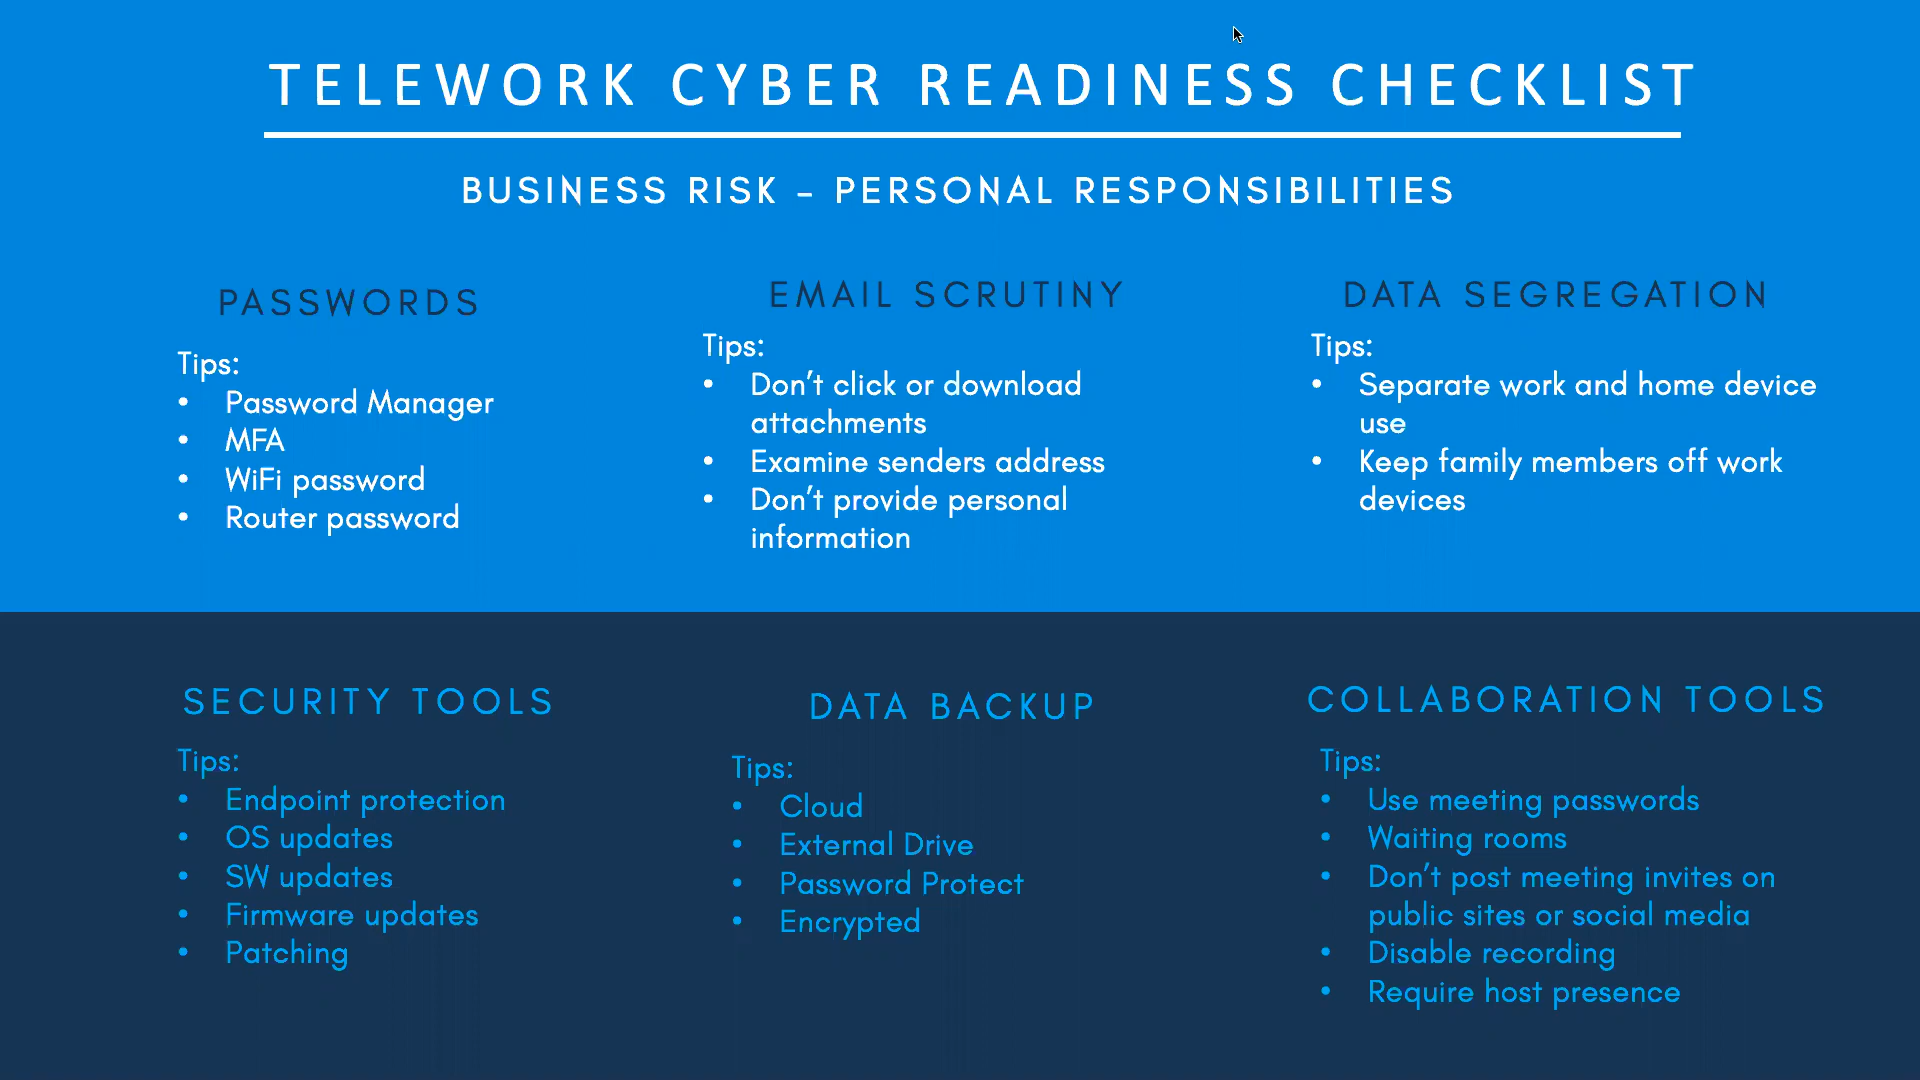 TELEWORK CYBER READINESS CHECKLIST
BUSINESS RISK – PERSONAL RESPONSIBILITIES
PASSWORDS
Tips:
• Password Manager
• MFA
• WiFi password
• Router password
EMAIL SCRUTINY
Tips:
• Don't click or download
attachments
• Examine senders address
• Don't provide personal
information
DATA SEGREGATION
Tips:
• Separate work and home device
use
• Keep family members off work
devices
SECURITY TOOLS
Tips:
• Endpoint protection
• OS updates
• SW updates
• Firmware updates
• Patching
DATA BACKUP
Tips:
• Cloud
• External Drive
• Password Protect
• Encrypted
COLLABORATION TOOLS
Tips:
• Use meeting passwords
• Waiting rooms
• Don't post meeting invites on
public sites or social media
• Disable recording
• Require host presence